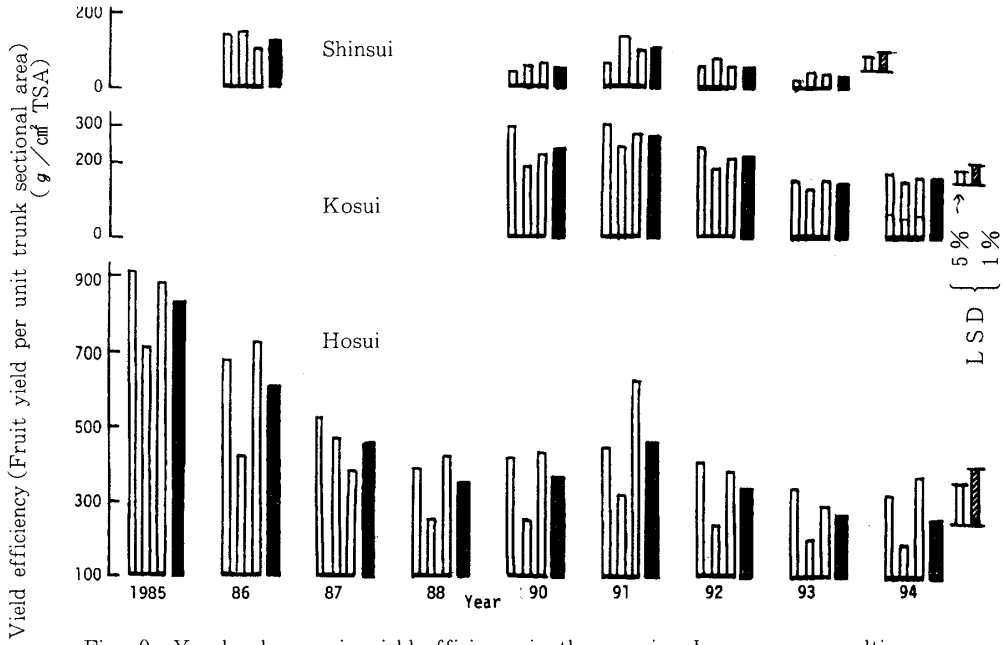 Vield efficiency (Fruit yield per unit trunk sectional area)
(g／㎠ TSA)
200
0
Shinsui
300
200
0
Kosui
5% →
1%
LSD {
900
700
500
300
100
Hosui
1985 86 87 88 90 91 92 93 94
Year